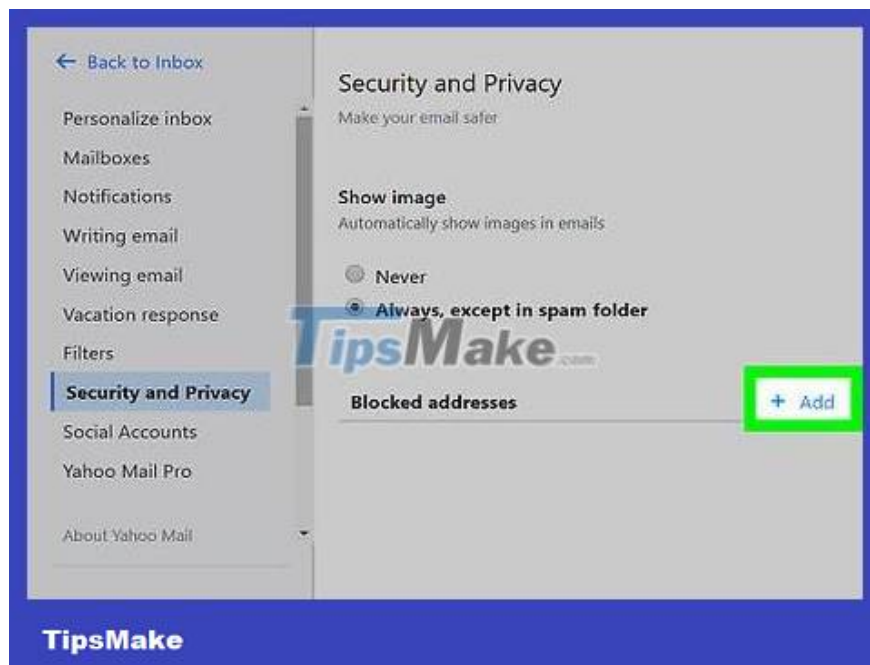 ← Back to Inbox
Personalize inbox
Mailboxes
Notifications
Writing email
Viewing email
Vacation response
Filters
Security and Privacy
Social Accounts
Yahoo Mail Pro
About Yahoo Mail
Security and Privacy
Make your email safer
Show image
Automatically show images in emails
Never
Always, except in spam folder
TipsMake.com
Blocked addresses
+ Add
TipsMake